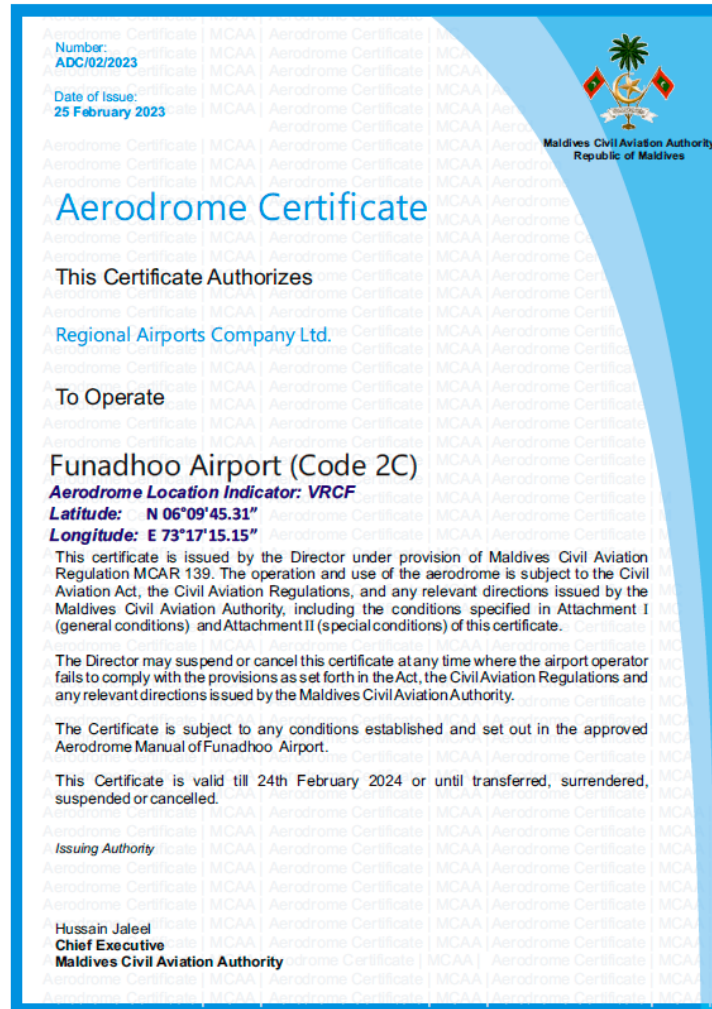 Number:
ADC/02/2023
Date of Issue:
25 February 2023
Maldives Civil Aviation Authority
Republic of Maldives
Aerodrome Certificate
This Certificate Authorizes
Regional Airports Company Ltd.
To Operate
Funadhoo Airport (Code 2C)
Aerodrome Location Indicator: VRCF
Latitude: N 06°09'45.31”
Longitude: E 73°17'15.15”
This certificate is issued by the Director under provision of Maldives Civil Aviation
Regulation MCAR 139. The operation and use of the aerodrome is subject to the Civil
Aviation Act, the Civil Aviation Regulations, and any relevant directions issued by the
Maldives Civil Aviation Authority, including the conditions specified in Attachment I
(general conditions) and Attachment II (special conditions) of this certificate.
The Director may suspend or cancel this certificate at any time where the airport operator
fails to comply with the provisions as set forth in the Act, the Civil Aviation Regulations and
any relevant directions issued by the Maldives Civil Aviation Authority.
The Certificate is subject to any conditions established and set out in the approved
Aerodrome Manual of Funadhoo Airport.
This Certificate is valid till 24th February 2024 or until transferred, surrendered,
suspended or cancelled.
Issuing Authority
Hussain Jaleel
Chief Executive
Maldives Civil Aviation Authority